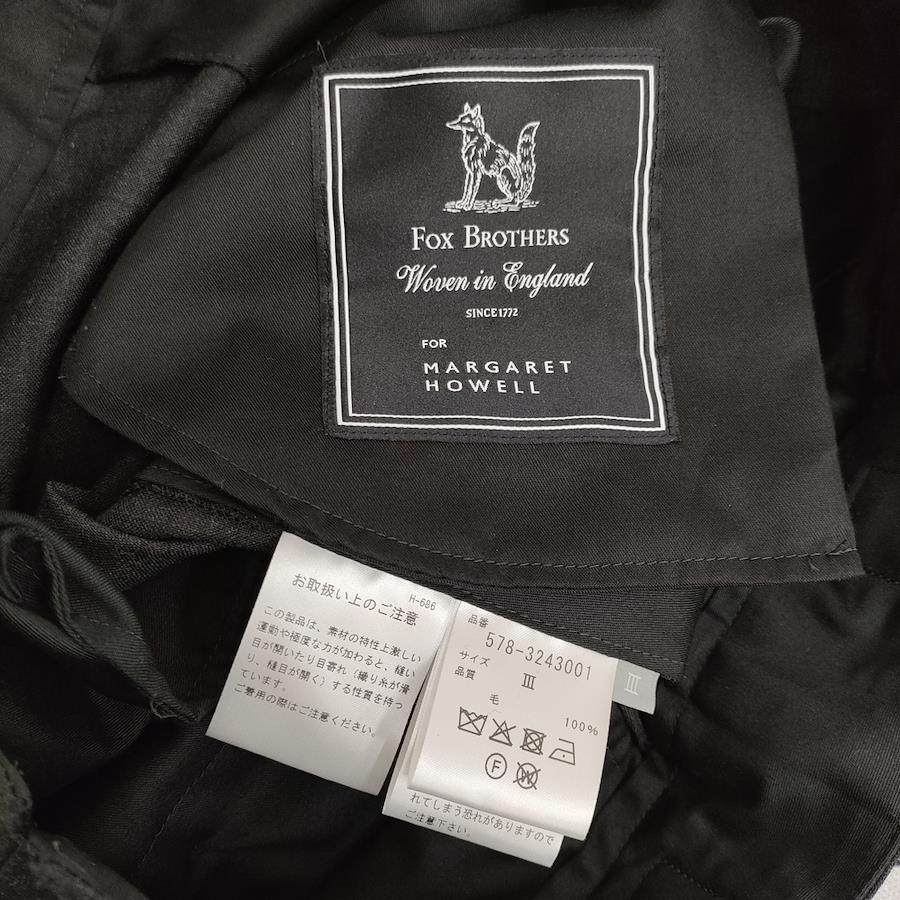 FOX BROTHERS
Woven in England
SINCE 1772
FOR
MARGARET
HOWELL
お取扱い上のご注意 H-686
この製品は、素材の特性上激しい
運動や極度な力が加わると、縫い
目が開いたり目寄れ（織り糸が滑
り、縫目が開く）する性質を持っ
ています。
ご着用の際はご注意ください。
品番
578-3243001
サイズ
III
品質
毛 100%
F
W
III
れてしまう恐れがありますので
ご注意下さい。